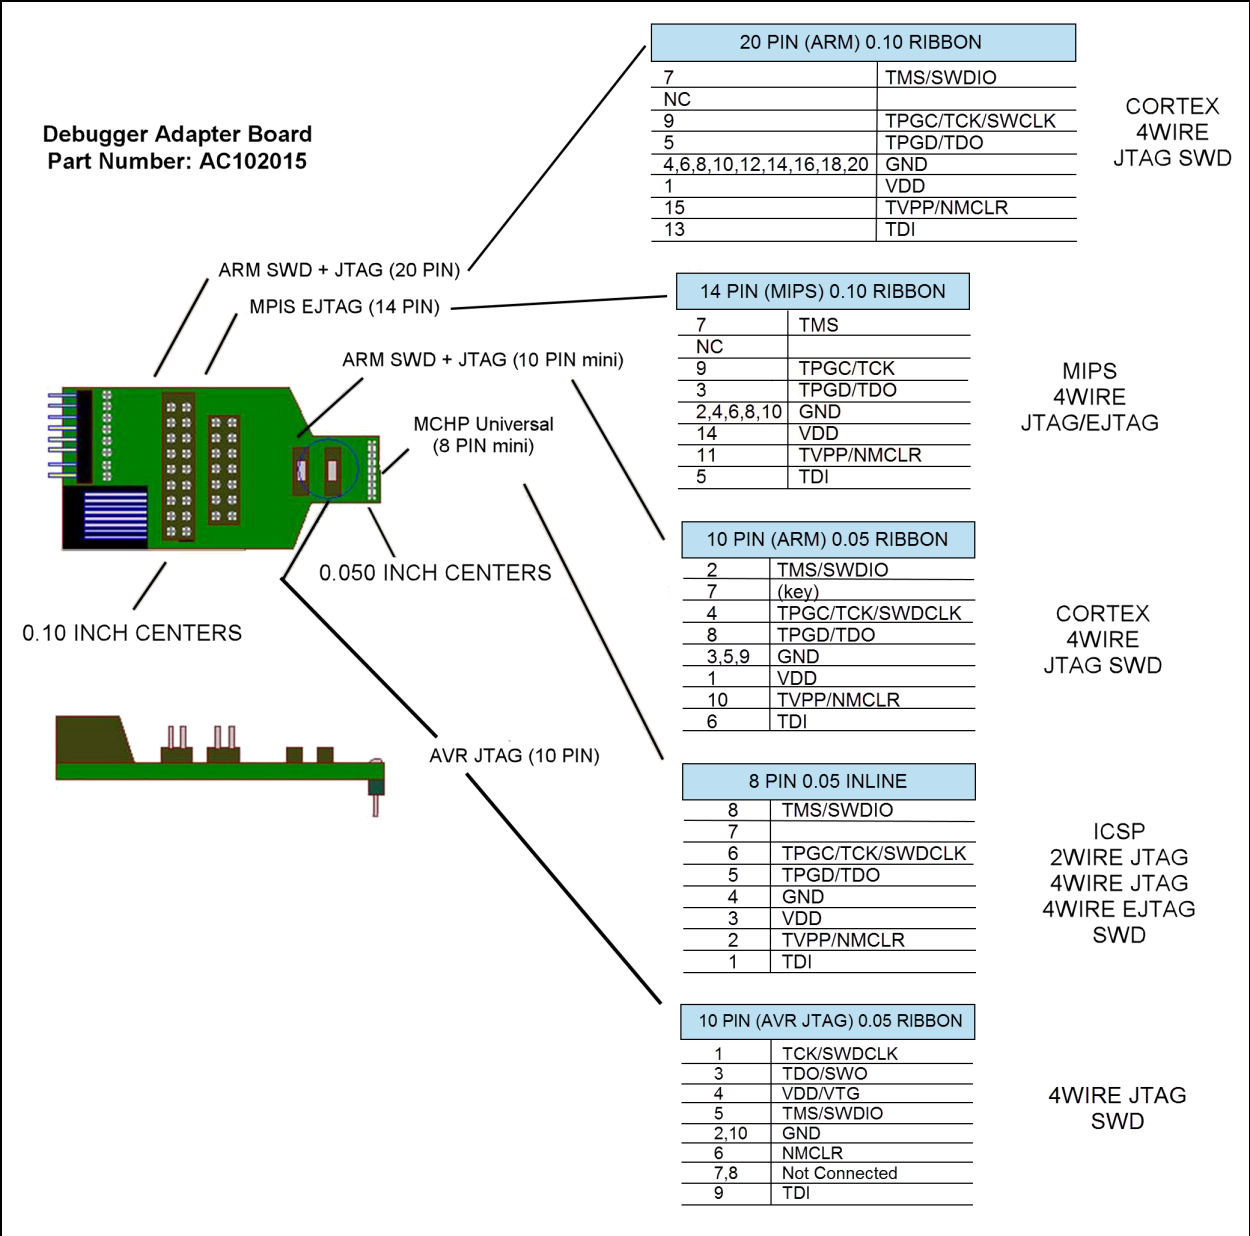 Debugger Adapter Board
Part Number: AC102015
ARM SWD + JTAG (20 PIN)
MPIS EJTAG (14 PIN)
ARM SWD + JTAG (10 PIN mini)
MCHP Universal
(8 PIN mini)
0.050 INCH CENTERS
0.10 INCH CENTERS
AVR JTAG (10 PIN)
20 PIN (ARM) 0.10 RIBBON
7 TMS/SWDIO
NC
9 TPGC/TCK/SWCLK
5 TPGD/TDO
4,6,8,10,12,14,16,18,20 GND
1 VDD
15 TVPP/NMCLR
13 TDI
CORTEX
4WIRE
JTAG SWD
14 PIN (MIPS) 0.10 RIBBON
7 TMS
NC
9 TPGC/TCK
3 TPGD/TDO
2,4,6,8,10 GND
14 VDD
11 TVPP/NMCLR
5 TDI
MIPS
4WIRE
JTAG/EJTAG
10 PIN (ARM) 0.05 RIBBON
2 TMS/SWDIO
7 (key)
4 TPGC/TCK/SWDCLK
8 TPGD/TDO
3,5,9 GND
1 VDD
10 TVPP/NMCLR
6 TDI
CORTEX
4WIRE
JTAG SWD
8 PIN 0.05 INLINE
8 TMS/SWDIO
7
6 TPGC/TCK/SWDCLK
5 TPGD/TDO
4 GND
3 VDD
2 TVPP/NMCLR
1 TDI
ICSP
2WIRE JTAG
4WIRE JTAG
4WIRE EJTAG
SWD
10 PIN (AVR JTAG) 0.05 RIBBON
1 TCK/SWDCLK
3 TDO/SWO
4 VDD/VTG
5 TMS/SWDIO
2,10 GND
6 NMCLR
7,8 Not Connected
9 TDI
4WIRE JTAG
SWD